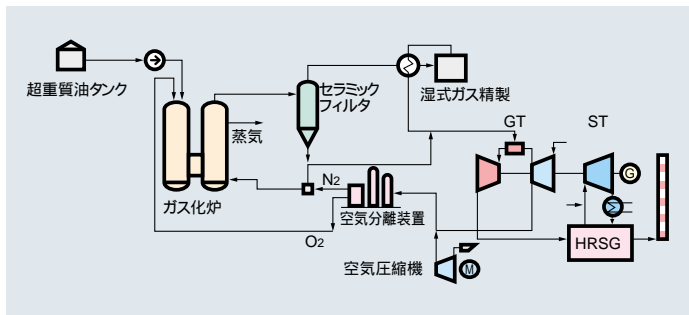 超重質油タンク
セラミック
フィルタ
湿式ガス精製
GT
ST
蒸気
N2
G
ガス化炉
空気分離装置
O2
HRSG
空気圧縮機
M